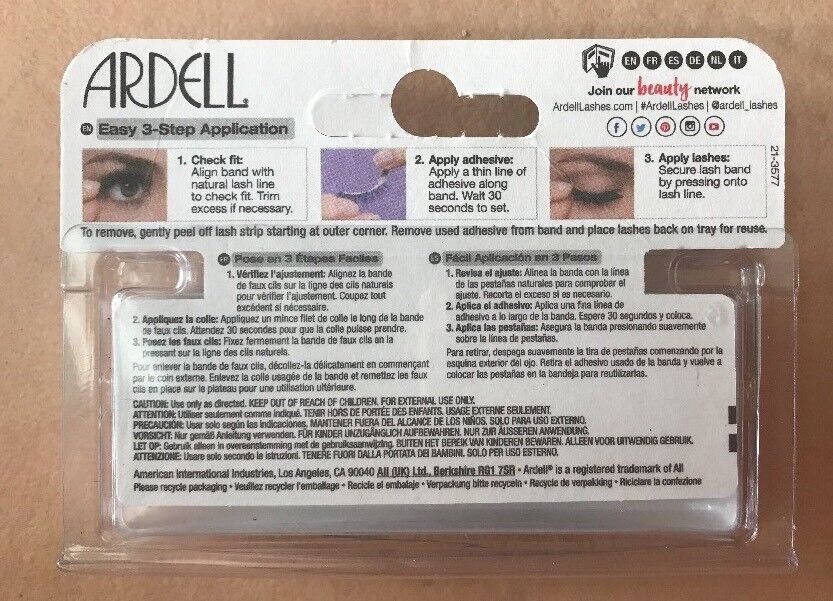 ARDELL
EN FR ES DE NL IT
Join our beauty network
ArdellLashes.com | #ArdellLashes | @ardell_lashes
EN Easy 3-Step Application
1. Check fit:
Align band with
natural lash line
to check fit. Trim
excess if necessary.
2. Apply adhesive:
Apply a thin line of
adhesive along
band. Wait 30
seconds to set.
3. Apply lashes:
Secure lash band
by pressing onto
lash line.
21-3577
To remove, gently peel off lash strip starting at outer corner. Remove used adhesive from band and place lashes back on tray for reuse.
FR Pose en 3 Étapes Faciles
1. Vérifiez l'ajustement: Alignez la bande
de faux cils sur la ligne des cils naturels
pour vérifier l'ajustement. Coupez tout
excédent si nécessaire.
2. Appliquez la colle: Appliquez un mince filet de colle le long de la bande
de faux cils. Attendez 30 secondes pour que la colle puisse prendre.
3. Posez les faux cils: Fixez fermement la bande de faux cils en la
pressant sur la ligne des cils naturels.
Pour enlever la bande de faux cils, décollez-la délicatement en commençant
par le coin externe. Enlevez la colle usagée de la bande et remettez les faux
cils en place sur le plateau pour une utilisation ultérieure.
ES Fácil Aplicación en 3 Pasos
1. Revisa el ajuste: Alinea la banda con la línea
de las pestañas naturales para comprobar el
ajuste. Recorta el exceso si es necesario.
2. Aplica el adhesivo: Aplica una fina línea de
adhesivo a lo largo de la banda. Espere 30 segundos y coloca.
3. Aplica las pestañas: Asegura la banda presionando suavemente
sobre la línea de pestañas.
Para retirar, despega suavemente la tira de pestañas comenzando por la
esquina exterior del ojo. Retira el adhesivo usado de la banda y vuelve a
colocar las pestañas en la bandeja para reutilizarlas.
CAUTION: Use only as directed. KEEP OUT OF REACH OF CHILDREN. FOR EXTERNAL USE ONLY.
ATTENTION: Utiliser seulement comme indiqué. TENIR HORS DE PORTÉE DES ENFANTS. USAGE EXTERNE SEULEMENT.
PRECAUCIÓN: Usar solo según las indicaciones. MANTENER FUERA DEL ALCANCE DE LOS NIÑOS. SOLO PARA USO EXTERNO.
VORSICHT: Nur gemäß Anleitung verwenden. FÜR KINDER UNZUGÄNGLICH AUFBEWAHREN. NUR ZUR ÄUSSEREN ANWENDUNG.
LET OP: Gebruik alleen in overeenstemming met de gebruiksaanwijzing. BUITEN HET BEREIK VAN KINDEREN BEWAREN. ALLEEN VOOR UITWENDIG GEBRUIK.
ATTENZIONE: Usare solo secondo le istruzioni. TENERE FUORI DALLA PORTATA DEI BAMBINI. SOLO PER USO ESTERNO.
American International Industries, Los Angeles, CA 90040 AII (UK) Ltd., Berkshire RG1 7SR • Ardell® is a registered trademark of AII
Please recycle packaging • Veuillez recycler l'emballage • Recicle el embalaje • Verpackung bitte recyceln • Recycle de verpakking • Riciclare la confezione